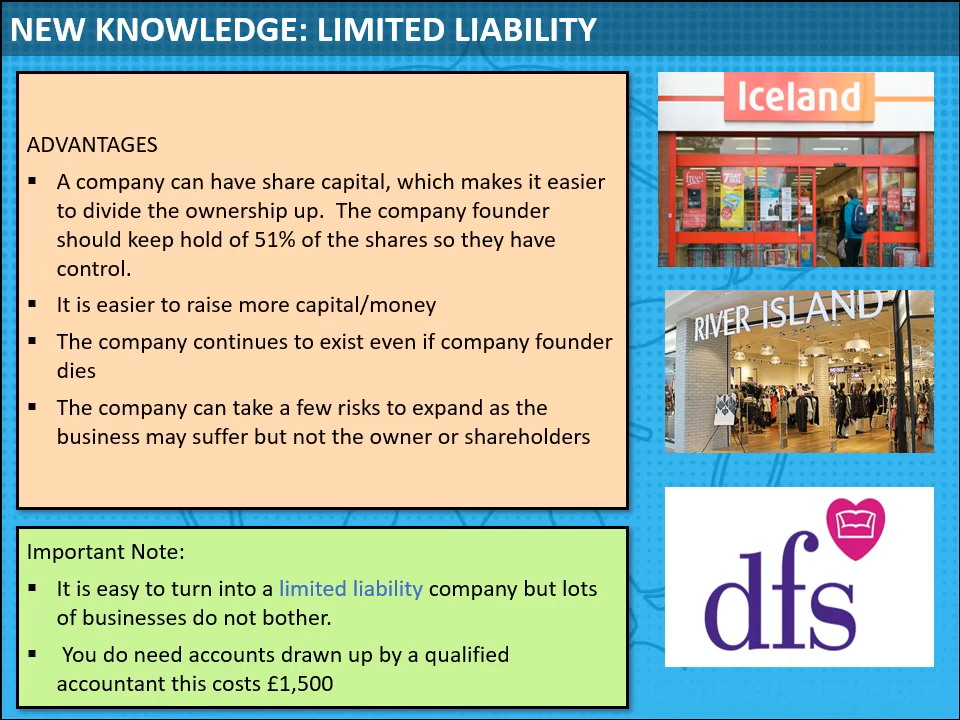 NEW KNOWLEDGE: LIMITED LIABILITY
ADVANTAGES
▪ A company can have share capital, which makes it easier
to divide the ownership up.  The company founder
should keep hold of 51% of the shares so they have
control.
▪ It is easier to raise more capital/money
▪ The company continues to exist even if company founder
dies
▪ The company can take a few risks to expand as the
business may suffer but not the owner or shareholders
Important Note:
▪ It is easy to turn into a limited liability company but lots
of businesses do not bother.
▪ You do need accounts drawn up by a qualified
accountant this costs £1,500
Iceland
free!
7 DAY
DEAL
RIVER ISLAND
dfs